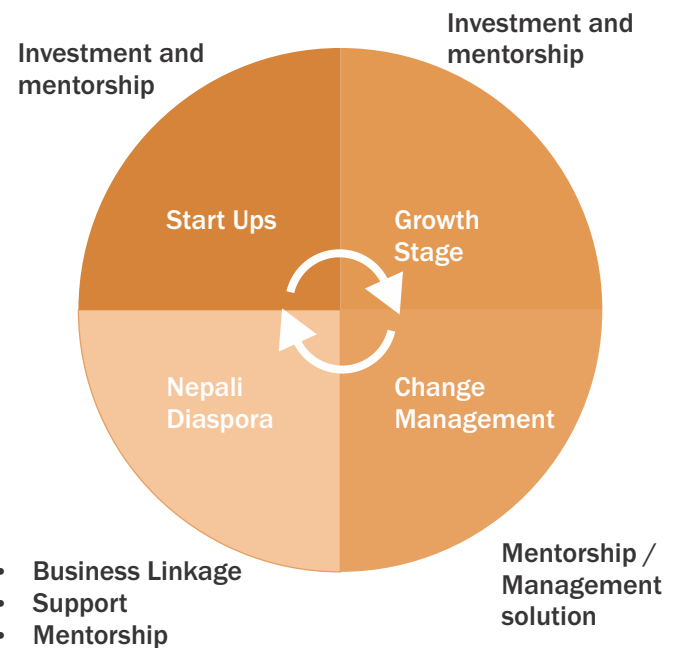 Investment and
mentorship
Investment and
mentorship
Start Ups
Growth
Stage
Nepali
Diaspora
Change
Management
• Business Linkage
• Support
• Mentorship
Mentorship /
Management
solution